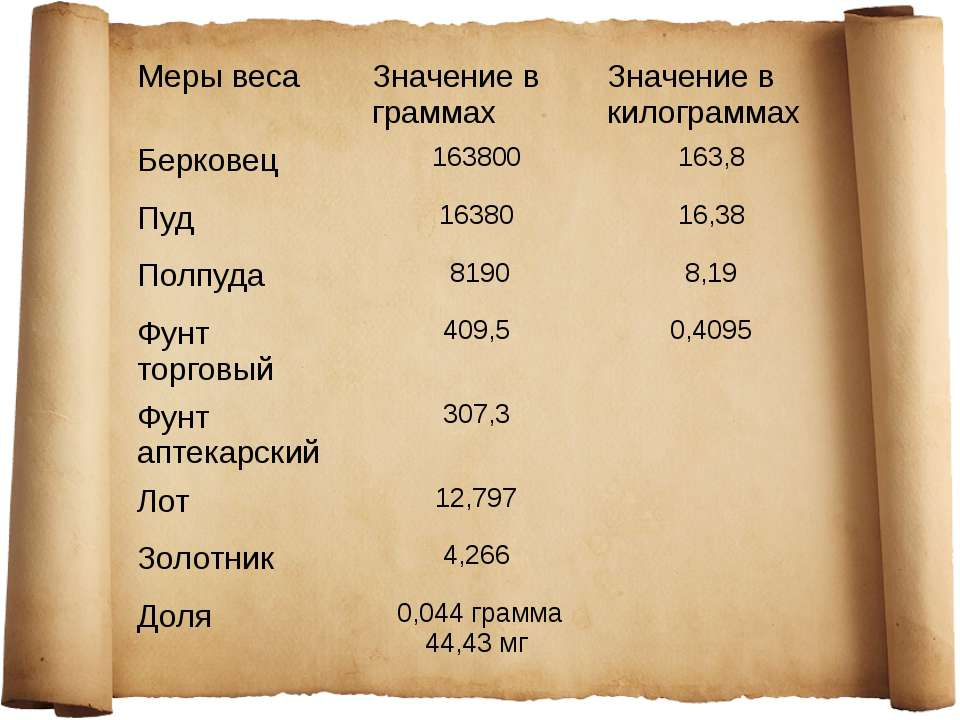 Меры веса Значение в граммах Значение в килограммах
Берковец 163800 163,8
Пуд 16380 16,38
Полпуда 8190 8,19
Фунт торговый 409,5 0,4095
Фунт аптекарский 307,3
Лот 12,797
Золотник 4,266
Доля 0,044 грамма 44,43 мг